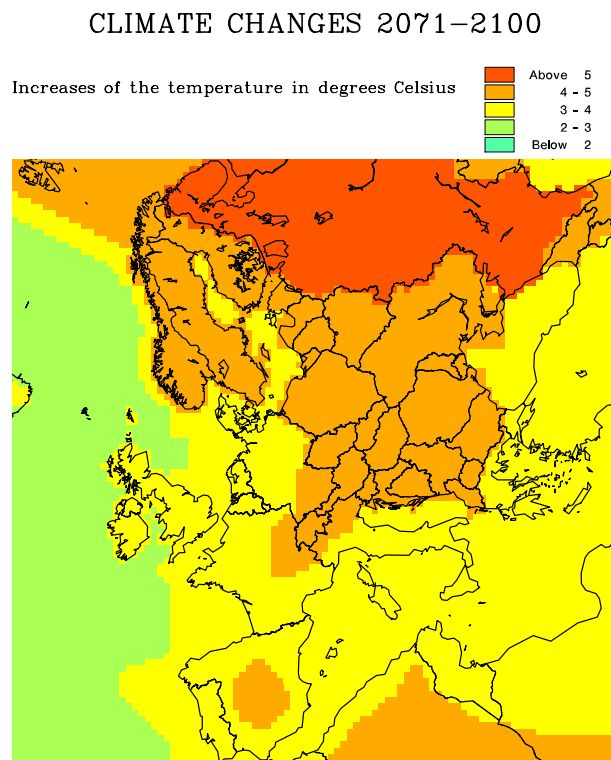 CLIMATE CHANGES 2071-2100
Increases of the temperature in degrees Celsius
Above 5
4 - 5
3 - 4
2 - 3
Below 2